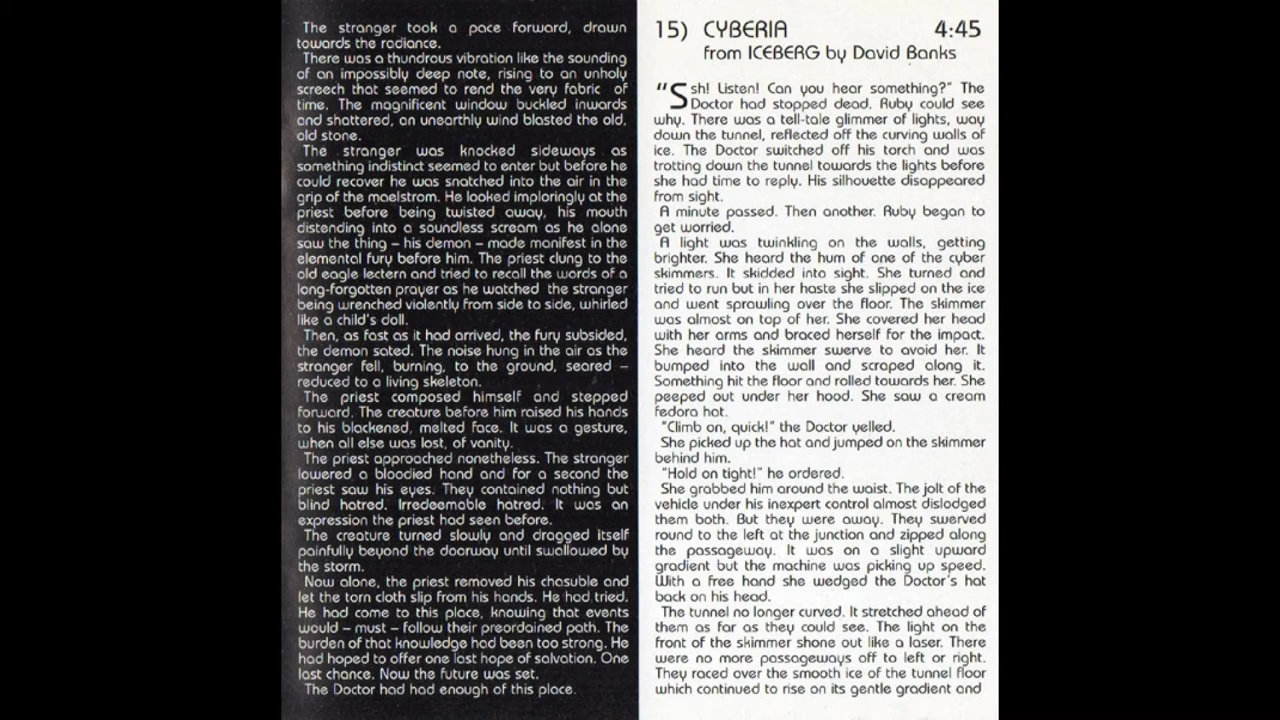 The stranger took a pace forward, drawn
towards the radiance.
There was a thundrous vibration like the sounding
of an impossibly deep note, rising to an unholy
screech that seemed to rend the very fabric of
time. The magnificent window buckled inwards
and shattered, an unearthly wind blasted the old,
old stone.
The stranger was knocked sideways as
something indistinct seemed to enter but before he
could recover he was snatched into the air in the
grip of the maelstrom. He looked imploringly at the
priest before being twisted away, his mouth
distending into a soundless scream as he alone
saw the thing – his demon – made manifest in the
elemental fury before him. The priest clung to the
old eagle lectern and tried to recall the words of a
long-forgotten prayer as he watched the stranger
being wrenched violently from side to side, whirled
like a child's doll.
Then, as fast as it had arrived, the fury subsided,
the demon sated. The noise hung in the air as the
stranger fell, burning, to the ground, seared –
reduced to a living skeleton.
The priest composed himself and stepped
forward. The creature before him raised his hands
to his blackened, melted face. It was a gesture,
when all else was lost, of vanity.
The priest approached nonetheless. The stranger
lowered a bloodied hand and for a second the
priest saw his eyes. They contained nothing but
blind hatred. Irredeemable hatred. It was an
expression the priest had seen before.
The creature turned slowly and dragged itself
painfully beyond the doorway until swallowed by
the storm.
Now alone, the priest removed his chasuble and
let the torn cloth slip from his hands. He had tried.
He had come to this place, knowing that events
would – must – follow their preordained path. The
burden of that knowledge had been too strong. He
had hoped to offer one last hope of salvation. One
last chance. Now the future was set.
The Doctor had had enough of this place.
15) CYBERIA 4:45
from ICEBERG by David Banks
"Ssh! Listen! Can you hear something?" The
Doctor had stopped dead. Ruby could see
why. There was a tell-tale glimmer of lights, way
down the tunnel, reflected off the curving walls of
ice. The Doctor switched off his torch and was
trotting down the tunnel towards the lights before
she had time to reply. His silhouette disappeared
from sight.
A minute passed. Then another. Ruby began to
get worried.
A light was twinkling on the walls, getting
brighter. She heard the hum of one of the cyber
skimmers. It skidded into sight. She turned and
tried to run but in her haste she slipped on the ice
and went sprawling over the floor. The skimmer
was almost on top of her. She covered her head
with her arms and braced herself for the impact.
She heard the skimmer swerve to avoid her. It
bumped into the wall and scraped along it.
Something hit the floor and rolled towards her. She
peeped out under her hood. She saw a cream
fedora hat.
"Climb on, quick!" the Doctor yelled.
She picked up the hat and jumped on the skimmer
behind him.
"Hold on tight!" he ordered.
She grabbed him around the waist. The jolt of the
vehicle under his inexpert control almost dislodged
them both. But they were away. They swerved
round to the left at the junction and zipped along
the passageway. It was on a slight upward
gradient but the machine was picking up speed.
With a free hand she wedged the Doctor's hat
back on his head.
The tunnel no longer curved. It stretched ahead of
them as far as they could see. The light on the
front of the skimmer shone out like a laser. There
were no more passageways off to left or right.
They raced over the smooth ice of the tunnel floor
which continued to rise on its gentle gradient and